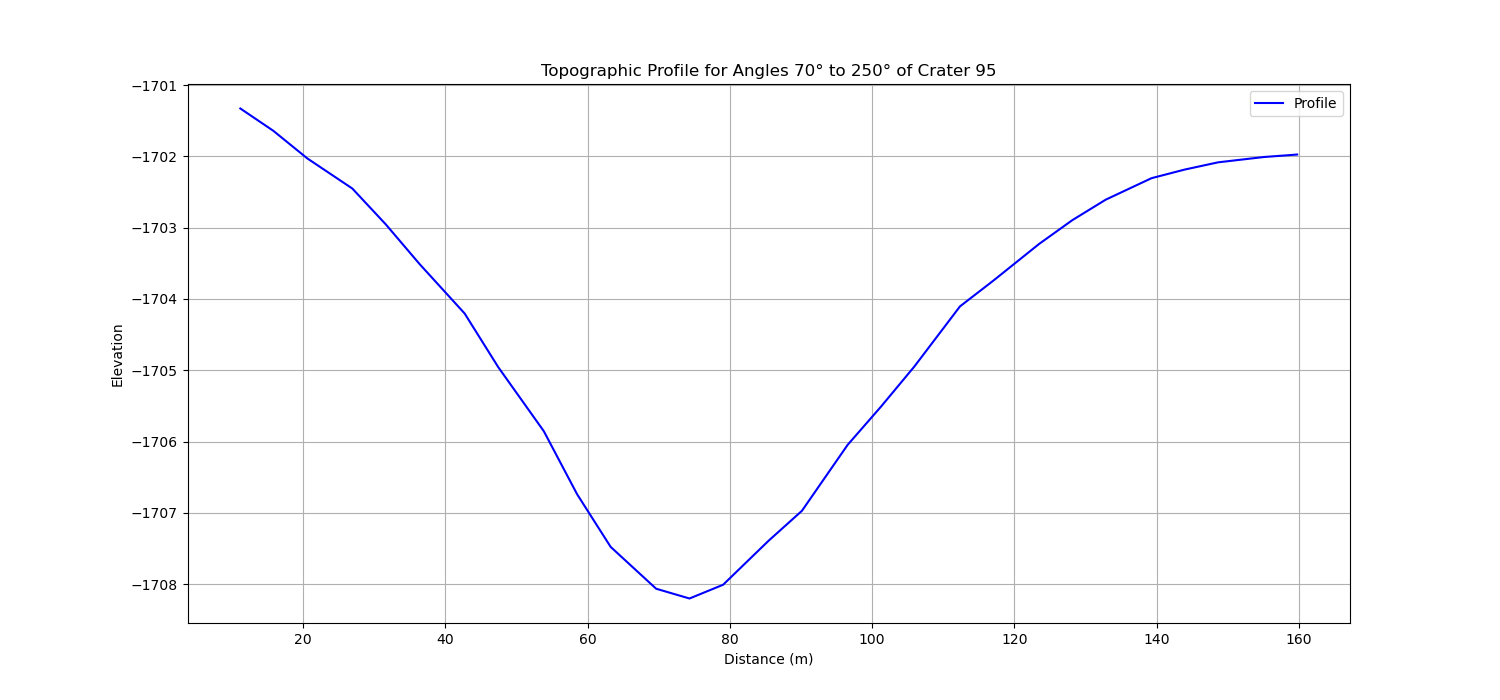 Topographic Profile for Angles 70° to 250° of Crater 95
Profile
−1701
−1702
−1703
−1704
−1705
−1706
−1707
−1708
Elevation
20 40 60 80 100 120 140 160
Distance (m)